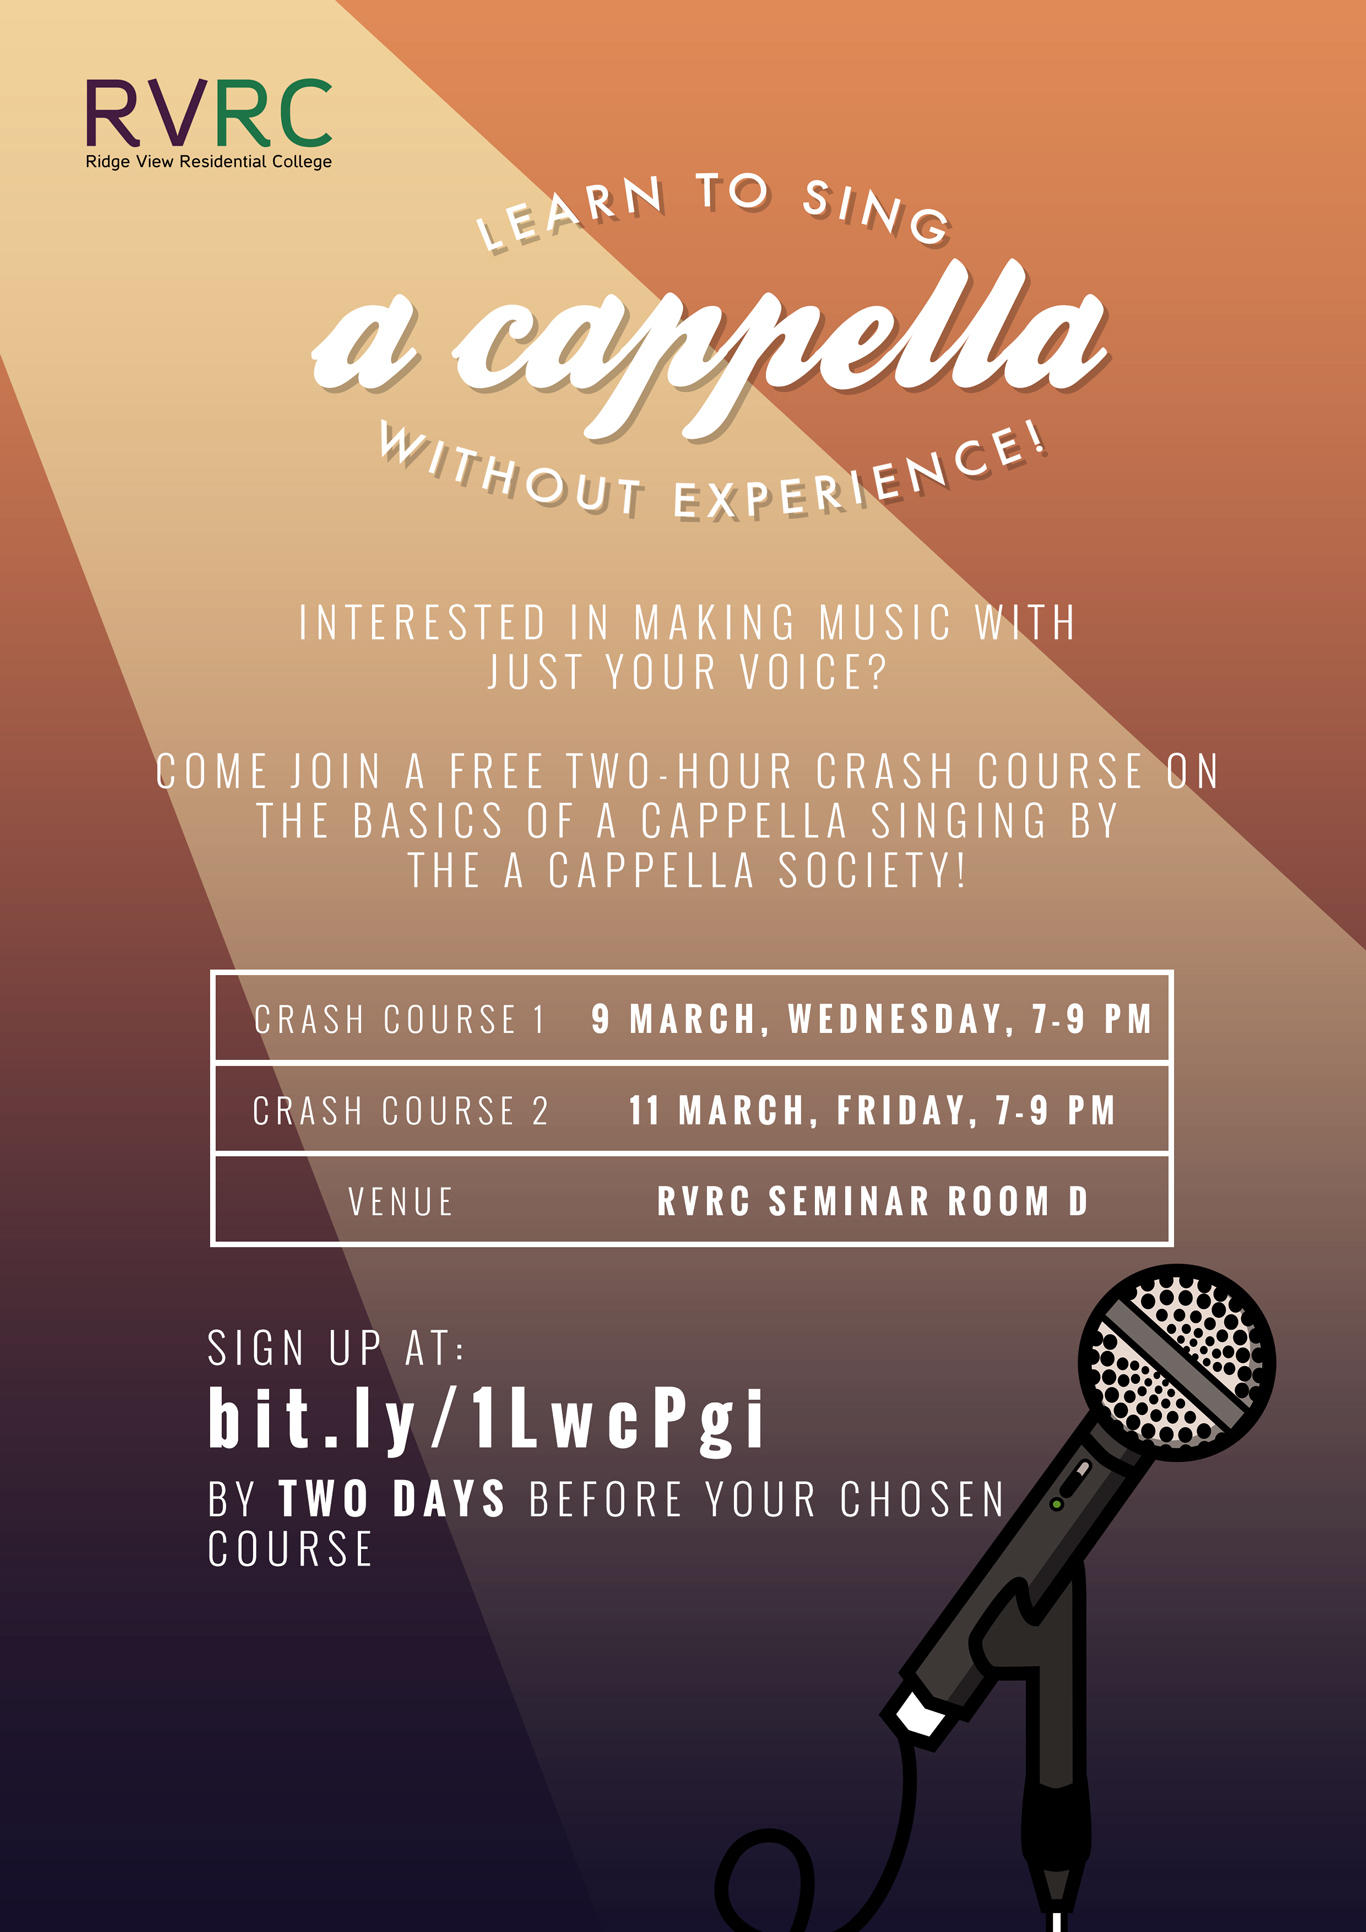 RVRC
Ridge View Residential College
LEARN TO SING
a cappella
WITHOUT EXPERIENCE!
INTERESTED IN MAKING MUSIC WITH
JUST YOUR VOICE?
COME JOIN A FREE TWO-HOUR CRASH COURSE ON
THE BASICS OF A CAPPELLA SINGING BY
THE A CAPPELLA SOCIETY!
CRASH COURSE 1 9 MARCH, WEDNESDAY, 7-9 PM
CRASH COURSE 2 11 MARCH, FRIDAY, 7-9 PM
VENUE RVRC SEMINAR ROOM D
SIGN UP AT:
bit.ly/1LwcPgi
BY TWO DAYS BEFORE YOUR CHOSEN
COURSE